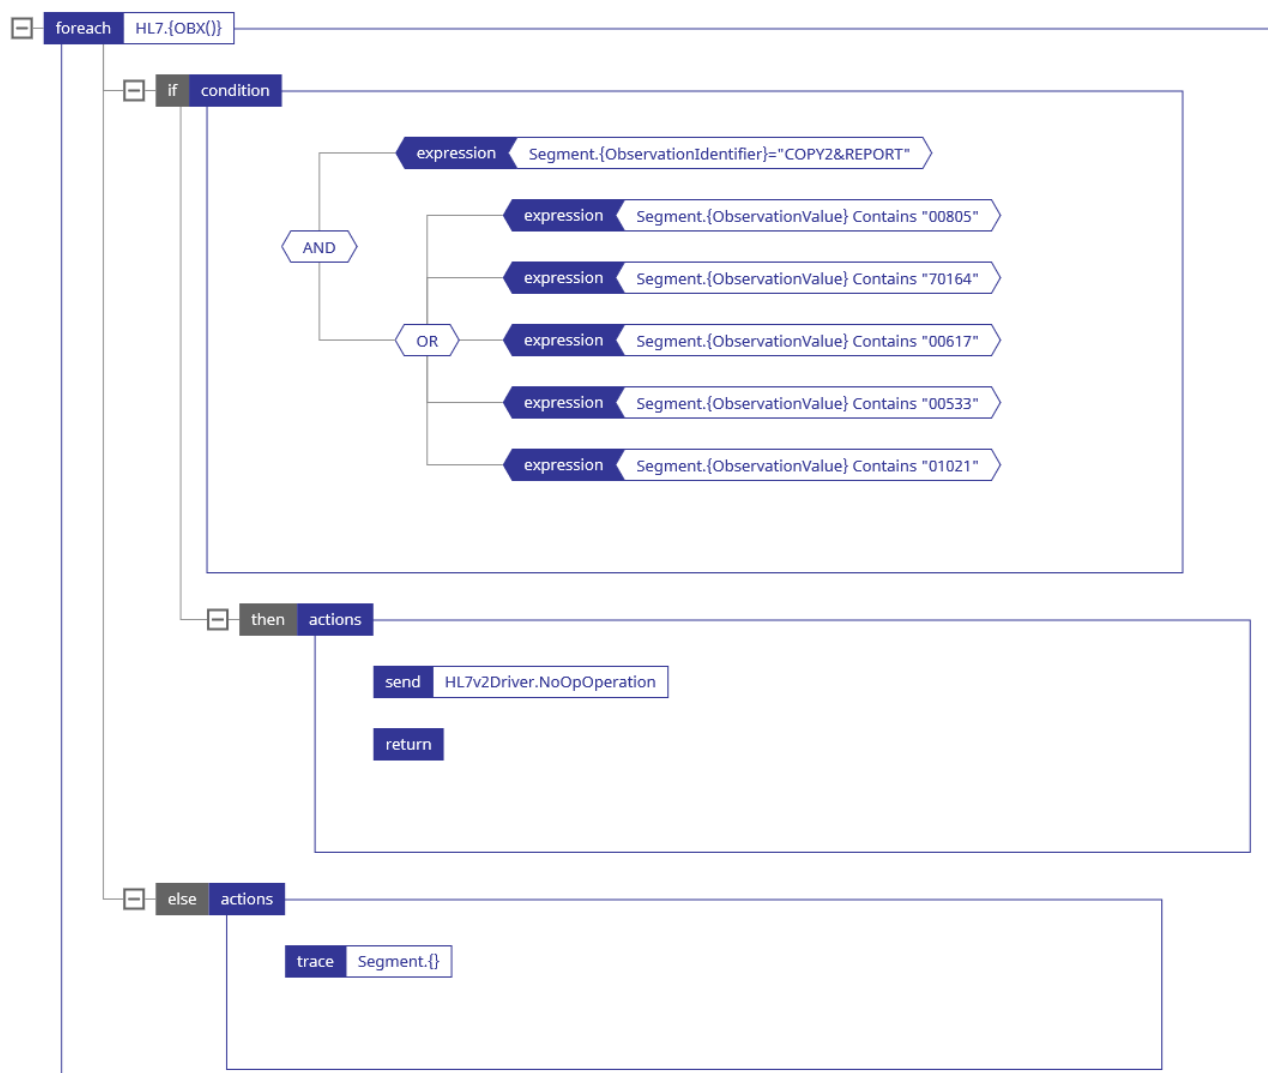 foreach HL7.{OBX()}
if condition
expression Segment.{ObservationIdentifier}="COPY2&REPORT"
expression Segment.{ObservationValue} Contains "00805"
AND
expression Segment.{ObservationValue} Contains "70164"
OR expression Segment.{ObservationValue} Contains "00617"
expression Segment.{ObservationValue} Contains "00533"
expression Segment.{ObservationValue} Contains "01021"
then actions
send HL7v2Driver.NoOpOperation
return
else actions
trace Segment.{}